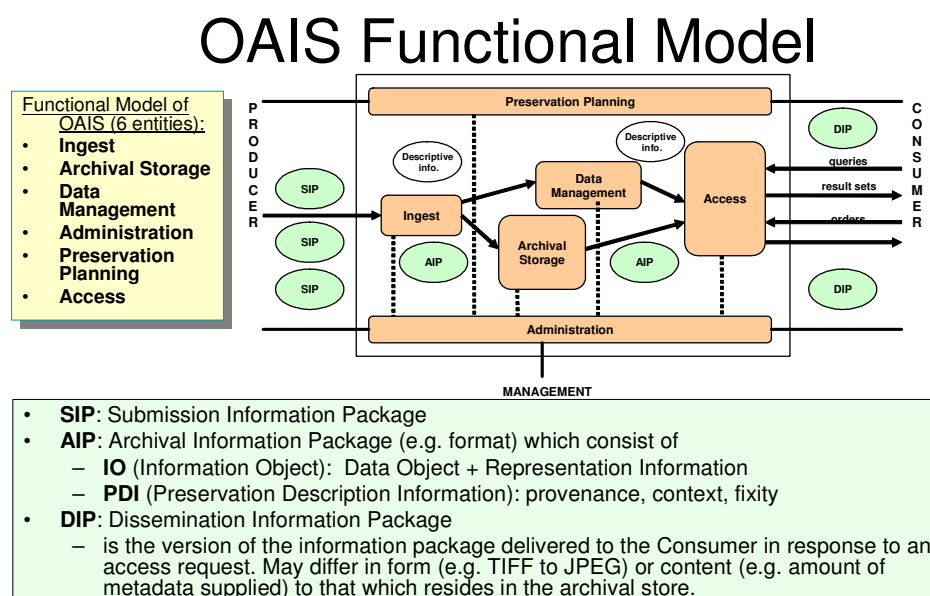 OAIS Functional Model
Functional Model of
OAIS (6 entities):
• Ingest
• Archival Storage
• Data
Management
• Administration
• Preservation
Planning
• Access
PRODUCER
Preservation Planning
Descriptive
info.
Descriptive
info.
DIP
CONSUMER
SIP
Data
Management
Access
queries
result sets
Ingest
orders
SIP
Archival
Storage
AIP
AIP
SIP
DIP
Administration
MANAGEMENT
• SIP: Submission Information Package
• AIP: Archival Information Package (e.g. format) which consist of
– IO (Information Object): Data Object + Representation Information
– PDI (Preservation Description Information): provenance, context, fixity
• DIP: Dissemination Information Package
– is the version of the information package delivered to the Consumer in response to an
access request. May differ in form (e.g. TIFF to JPEG) or content (e.g. amount of
metadata supplied) to that which resides in the archival store.